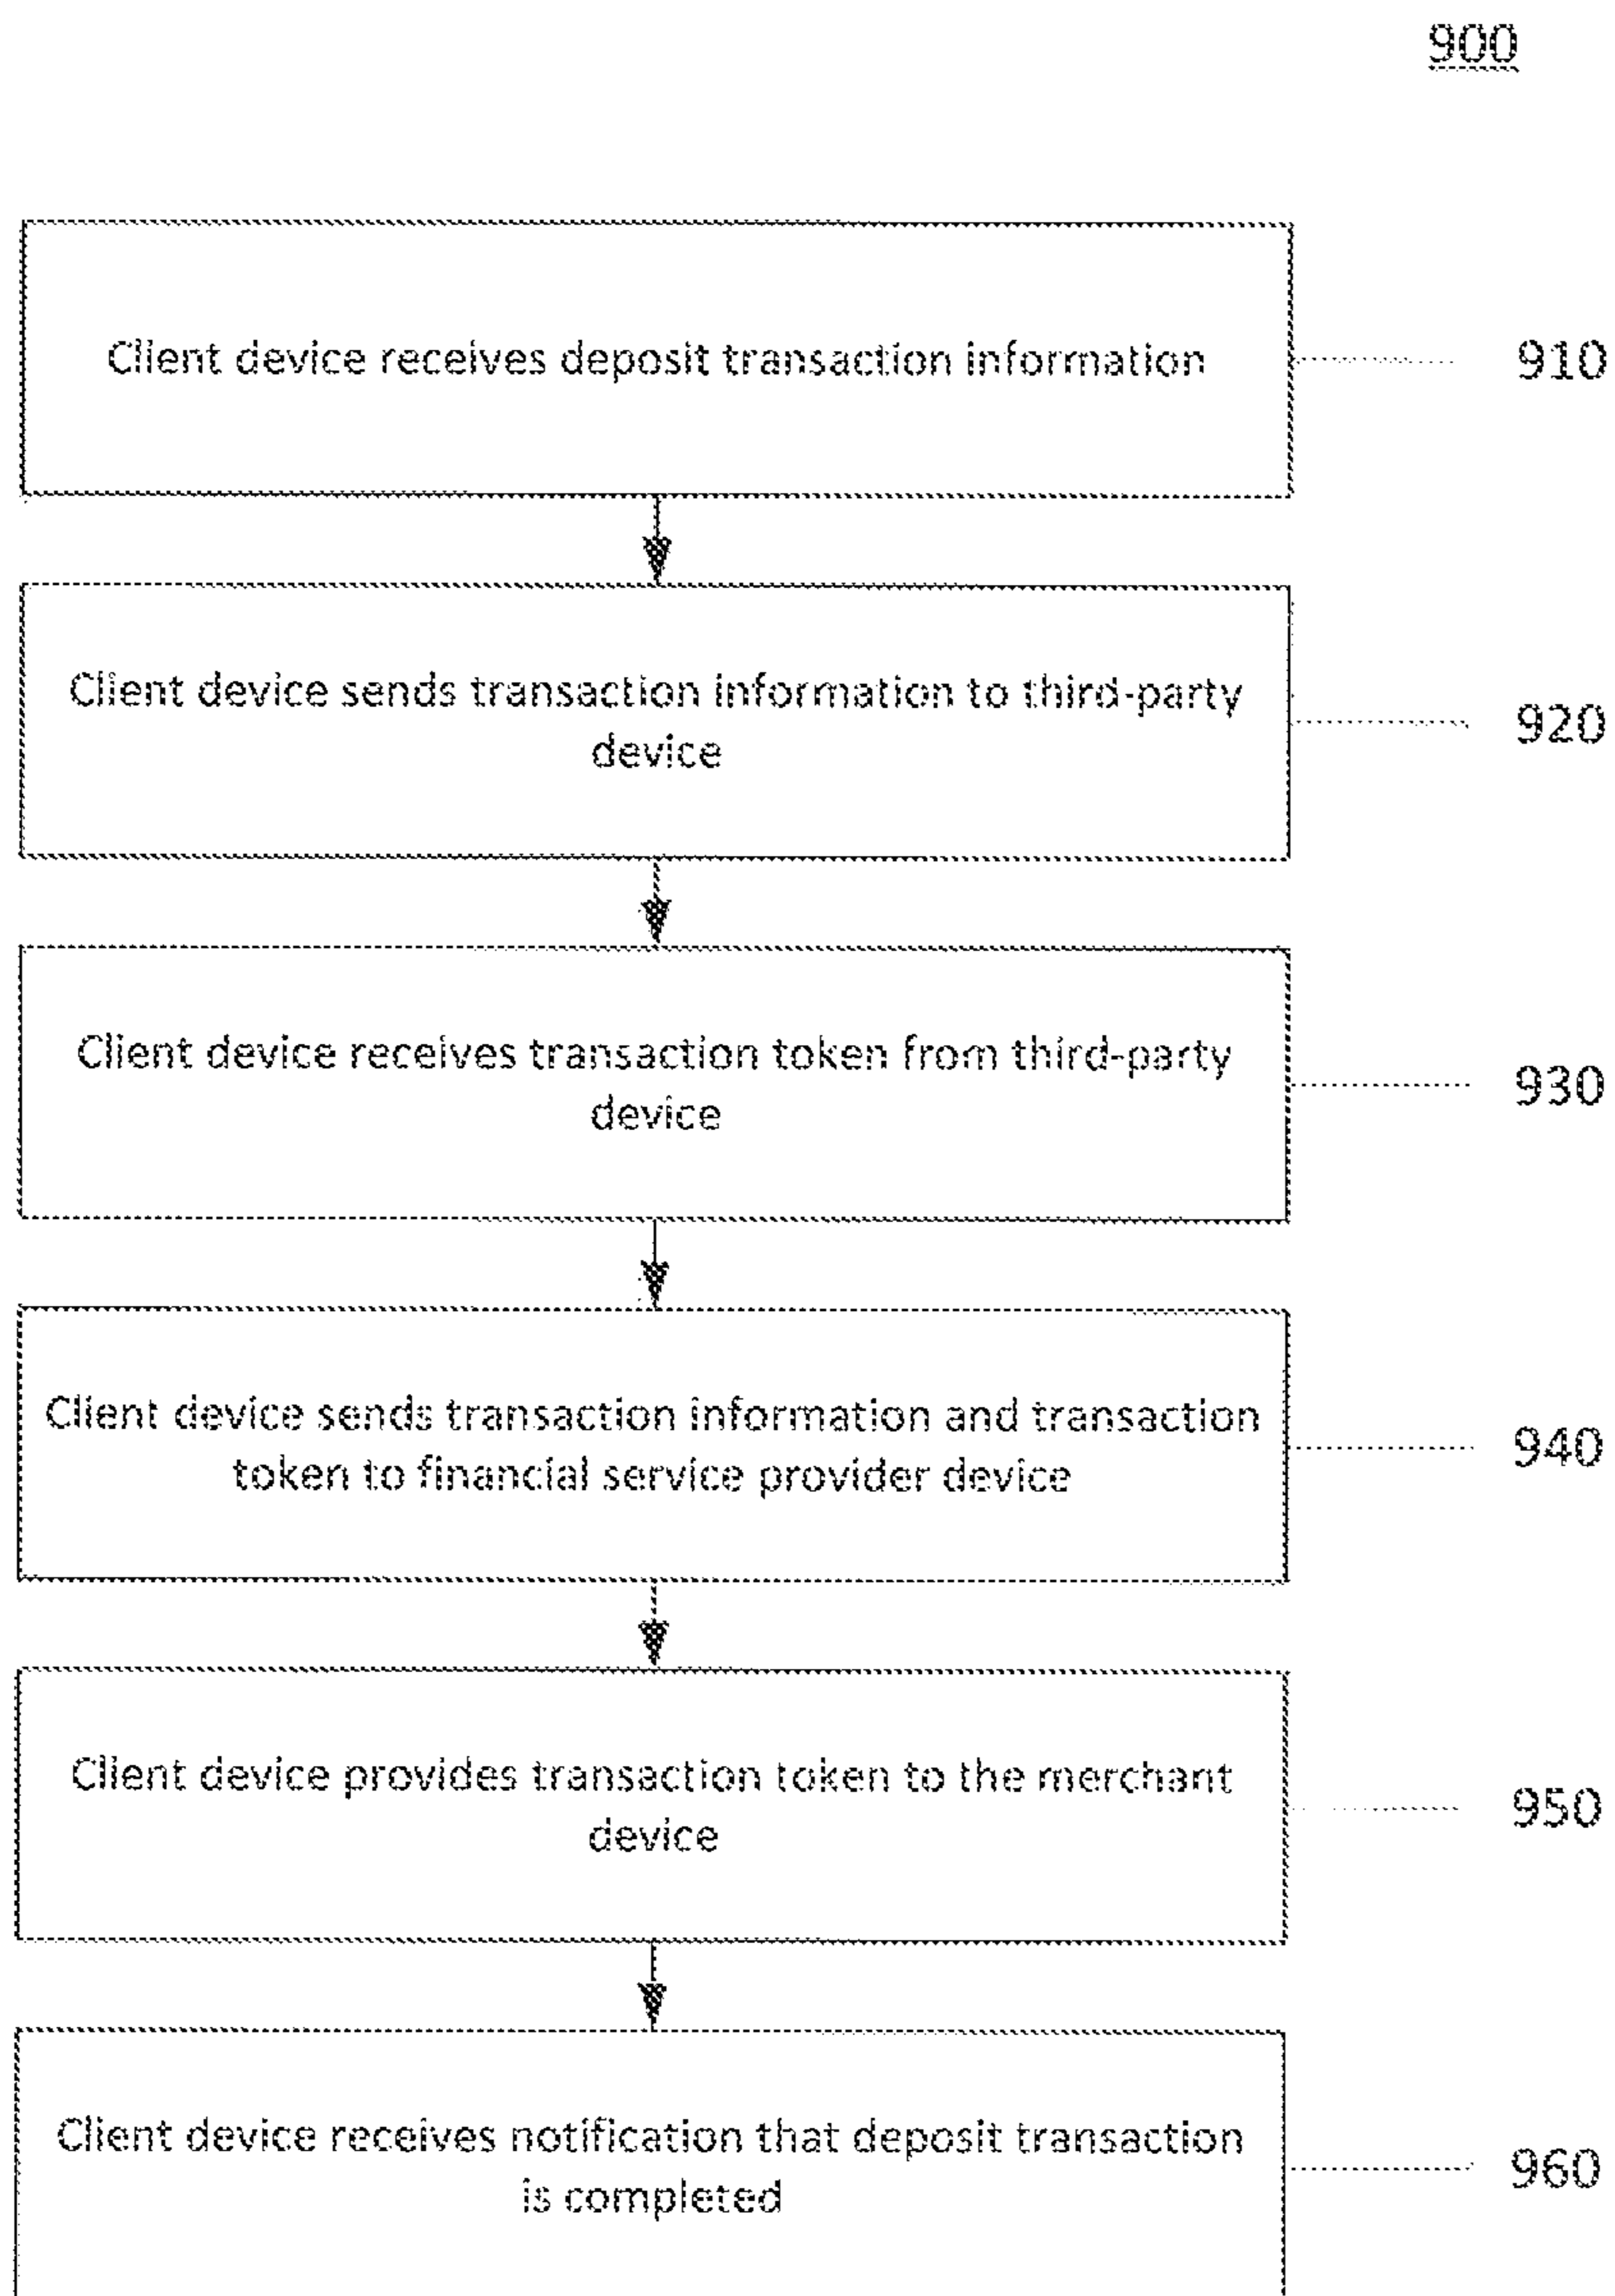 900
Client device receives deposit transaction information
910
Client device sends transaction information to third-party
device
920
Client device receives transaction token from third-party
device
930
Client device sends transaction information and transaction
token to financial service provider device
940
Client device provides transaction token to the merchant
device
950
Client device receives notification that deposit transaction
is completed
960